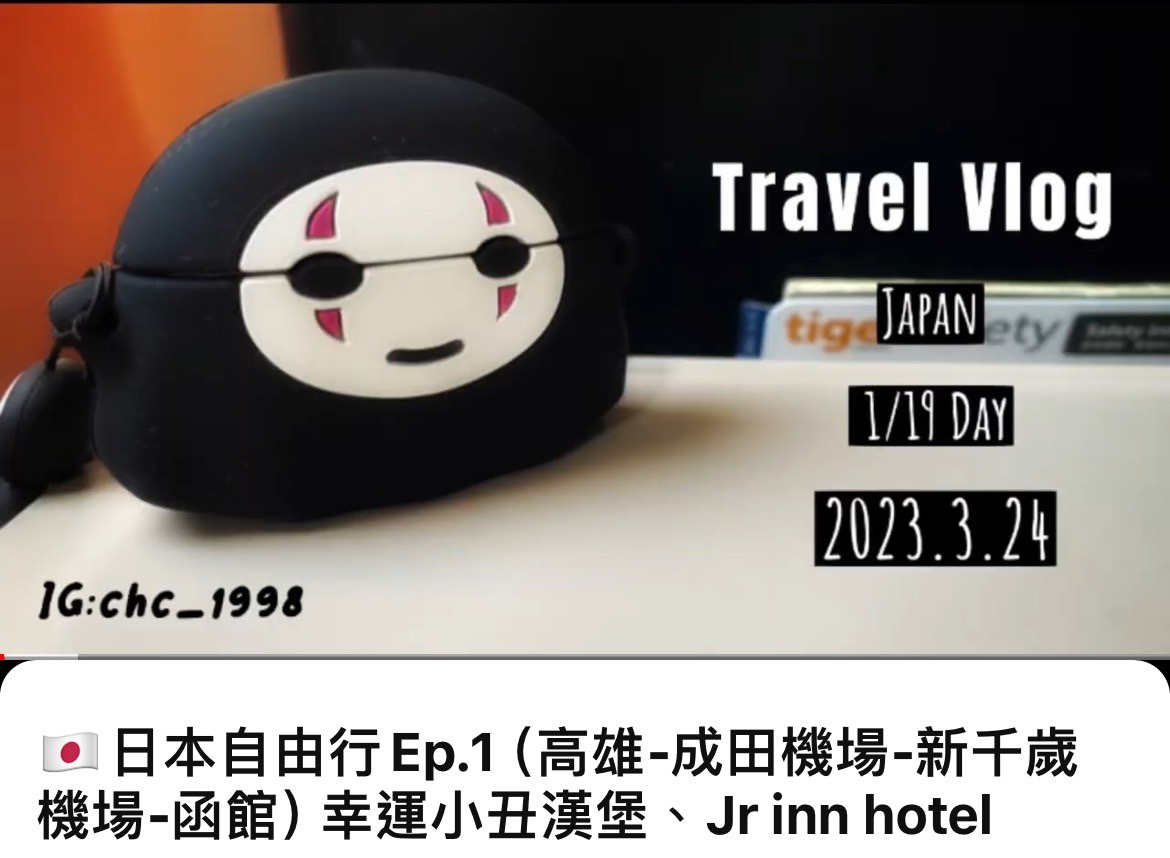 Travel Vlog
JAPAN
tige ety
1/19 DAY
2023.3.24
IG:chc_1998
🇯🇵日本自由行Ep.1（高雄-成田機場-新千歲
機場-函館）幸運小丑漢堡、Jr inn hotel